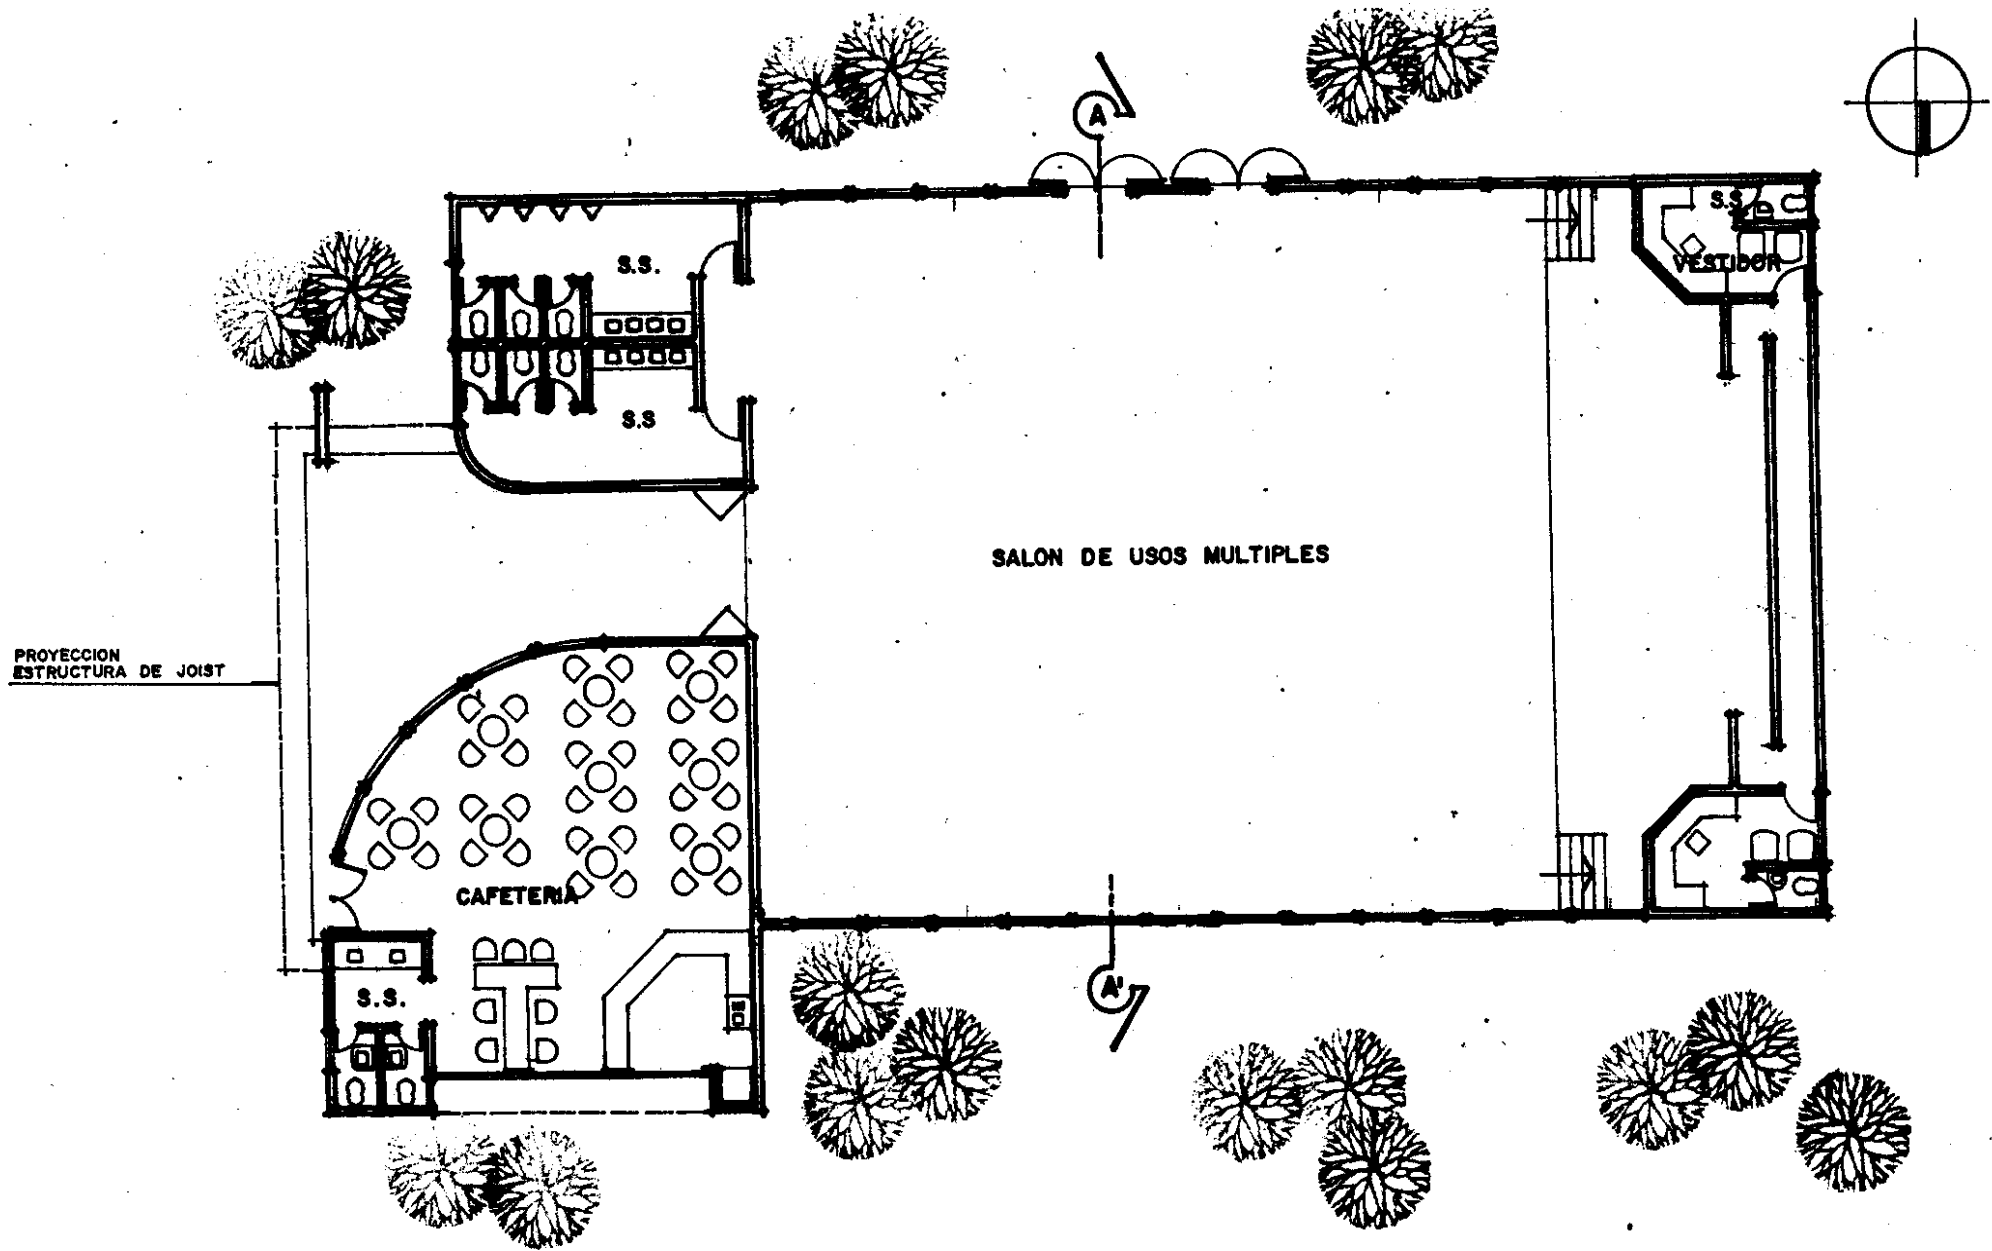 A
S.S
VESTIDOR
S.S.
S.S
SALON DE USOS MULTIPLES
PROYECCION
ESTRUCTURA DE JOIST
CAFETERIA
S.S.
A'